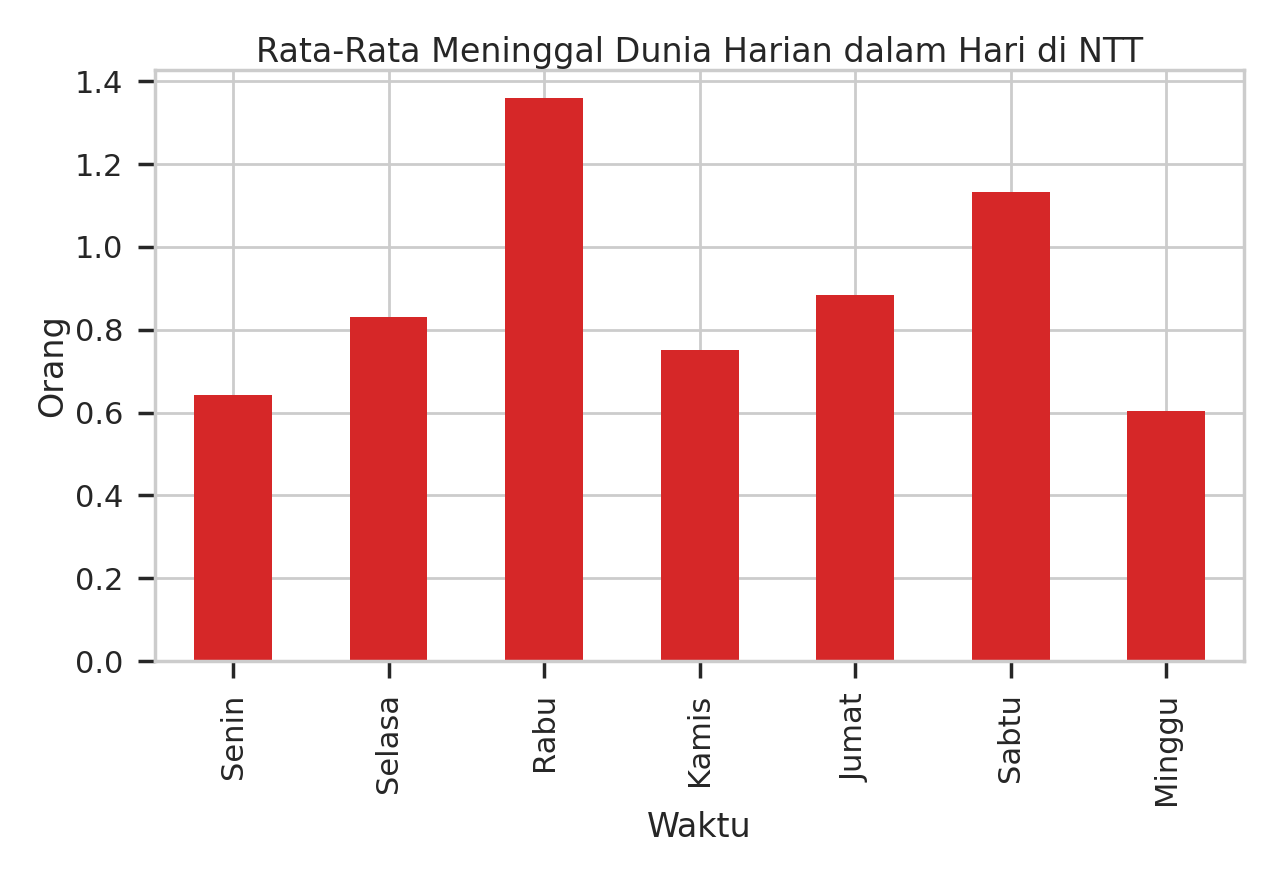 Rata-Rata Meninggal Dunia Harian dalam Hari di NTT
1.4
1.2
1.0
0.8
0.6
0.4
0.2
0.0
Orang
Senin
Selasa
Rabu
Kamis
Jumat
Sabtu
Minggu
Waktu